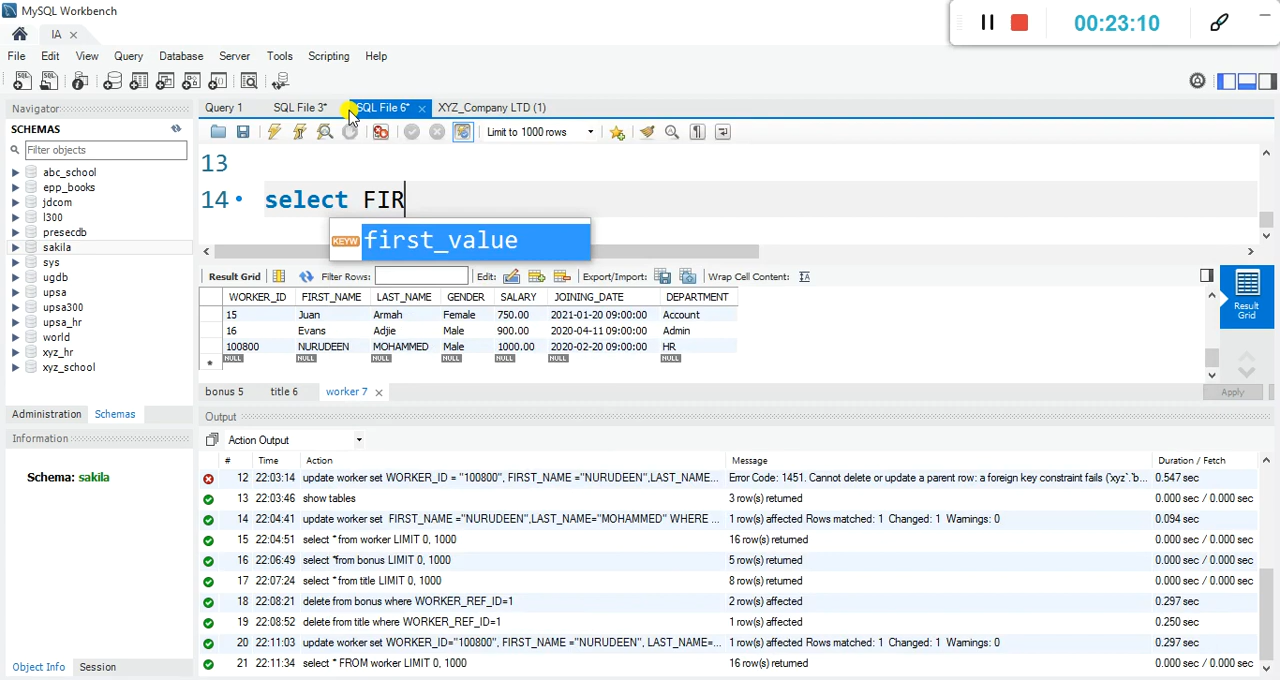 MySQL Workbench
00:23:10
IA
File Edit View Query Database Server Tools Scripting Help
Navigator
Query 1 SQL File 3* SQL File 6* XYZ_Company LTD (1)
SCHEMAS
Limit to 1000 rows
Filter objects
abc_school
epp_books
jdcom
l300
presecdb
sakila
sys
ugdb
upsa
upsa300
upsa_hr
world
xyz_hr
xyz_school
13
14 select FIR
KEYW first_value
Result Grid Filter Rows: Edit: Export/Import: Wrap Cell Content:
WORKER_ID FIRST_NAME LAST_NAME GENDER SALARY JOINING_DATE DEPARTMENT
15 Juan Armah Female 750.00 2021-01-20 09:00:00 Account
16 Evans Adjie Male 900.00 2020-04-11 09:00:00 Admin
100800 NURUDEEN MOHAMMED Male 1000.00 2020-02-20 09:00:00 HR
NULL NULL NULL NULL NULL NULL NULL
Result
Grid
bonus 5 title 6 worker 7
Apply
Administration Schemas
Information
Schema: sakila
Object Info Session
Output
Action Output
# Time Action Message Duration / Fetch
12 22:03:14 update worker set WORKER_ID = "100800", FIRST_NAME ="NURUDEEN",LAST_NAME... Error Code: 1451. Cannot delete or update a parent row: a foreign key constraint fails (`xyz`.`b... 0.547 sec
13 22:03:46 show tables 3 row(s) returned 0.000 sec / 0.000 sec
14 22:04:41 update worker set FIRST_NAME ="NURUDEEN",LAST_NAME="MOHAMMED" WHERE ... 1 row(s) affected Rows matched: 1 Changed: 1 Warnings: 0 0.094 sec
15 22:04:51 select * from worker LIMIT 0, 1000 16 row(s) returned 0.000 sec / 0.000 sec
16 22:06:49 select *from bonus LIMIT 0, 1000 5 row(s) returned 0.000 sec / 0.000 sec
17 22:07:24 select * from title LIMIT 0, 1000 8 row(s) returned 0.000 sec / 0.000 sec
18 22:08:21 delete from bonus where WORKER_REF_ID=1 2 row(s) affected 0.297 sec
19 22:08:52 delete from title where WORKER_REF_ID=1 1 row(s) affected 0.250 sec
20 22:11:03 update worker set WORKER_ID="100800", FIRST_NAME ="NURUDEEN", LAST_NAME=... 1 row(s) affected Rows matched: 1 Changed: 1 Warnings: 0 0.297 sec
21 22:11:34 select * FROM worker LIMIT 0, 1000 16 row(s) returned 0.000 sec / 0.000 sec